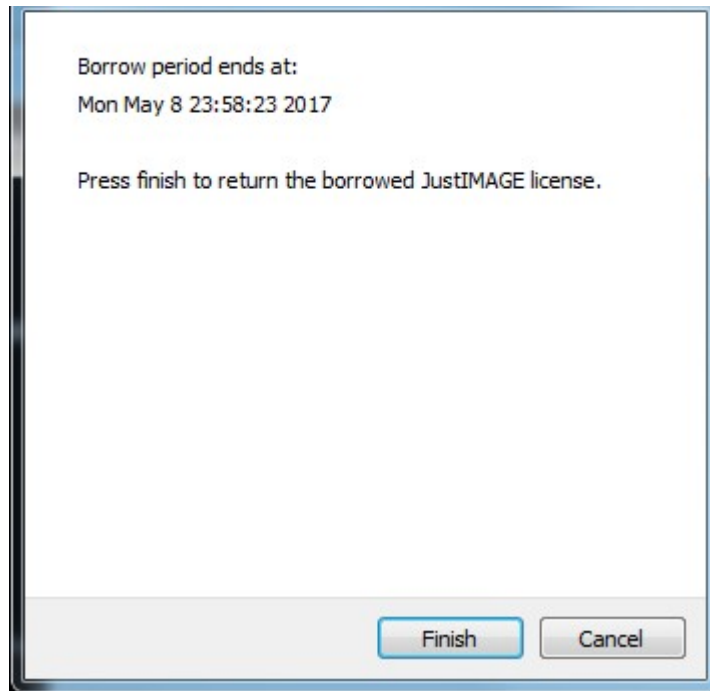 Borrow period ends at:
Mon May 8 23:58:23 2017
Press finish to return the borrowed JustIMAGE license.
Finish
Cancel